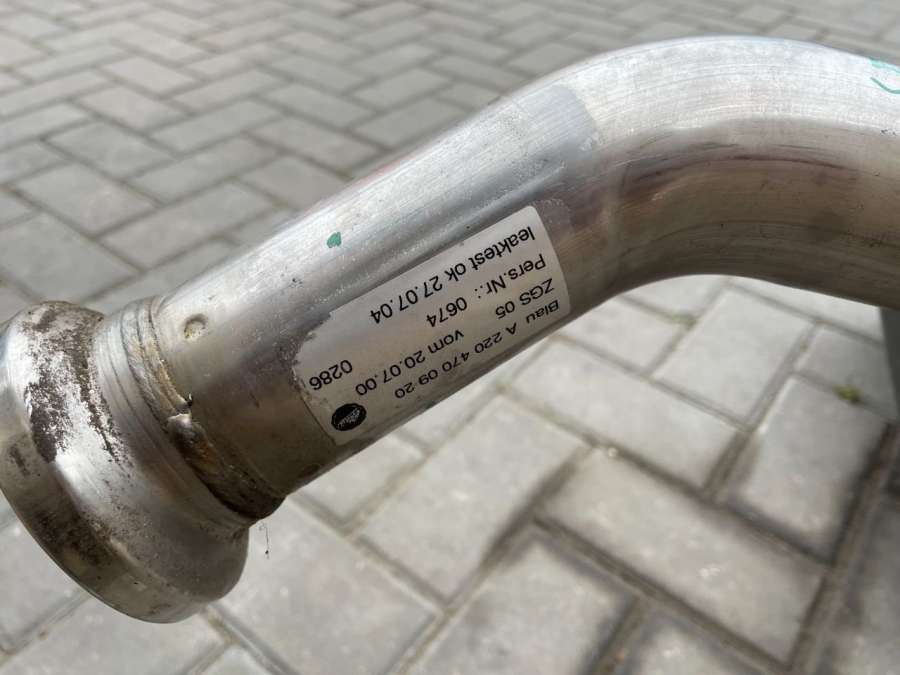 Blau A 220 470 09 20
ZGS 05 vom 20.07.00
Pers.Nr.: 0674 0286
leaktest ok 27.07.04